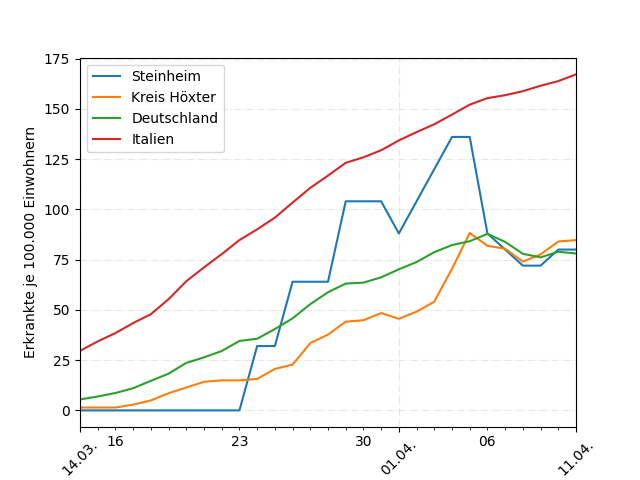 175
150
125
100
75
50
25
0
Erkrankte je 100.000 Einwohnern
Steinheim
Kreis Höxter
Deutschland
Italien
16 23 30 06
14.03. 01.04. 11.04.